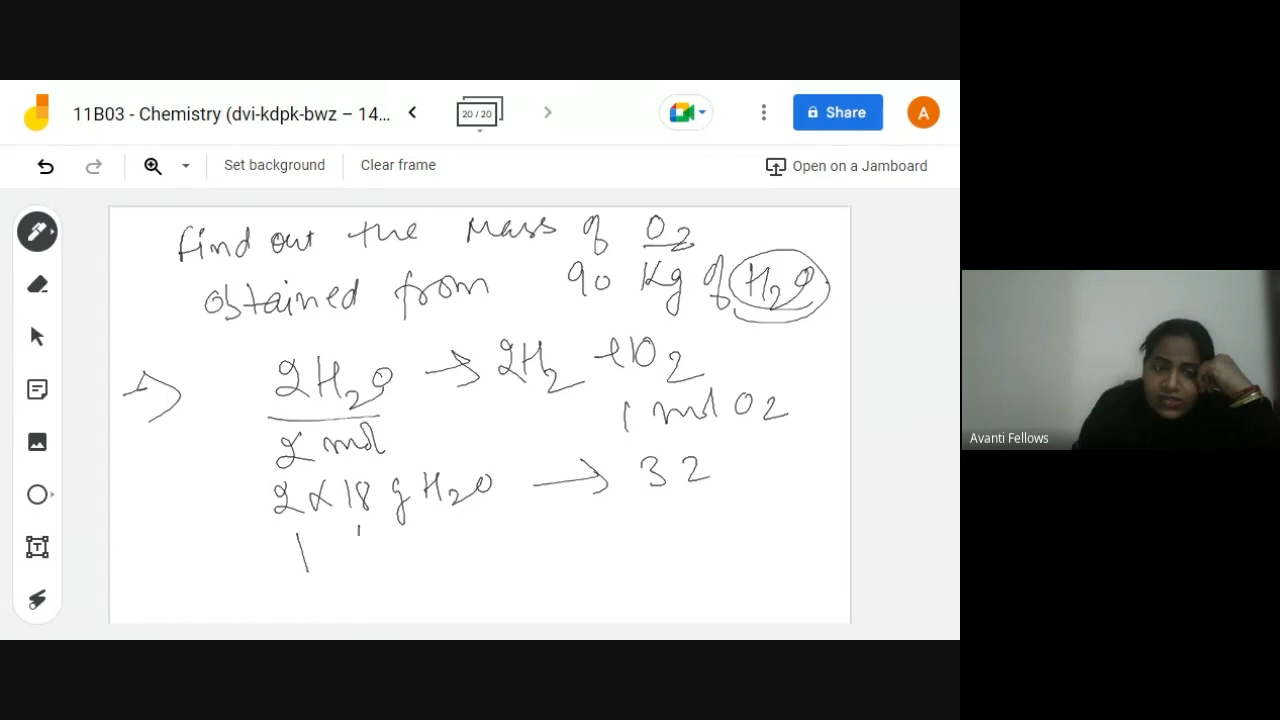 11B03 - Chemistry (dvi-kdpk-bwz – 14...
20 / 20
Share
A
Set background
Clear frame
Open on a Jamboard
Find out the Mass of O2
obtained from 90 Kg of H2O
2H2O → 2H2 + 1O2
2 mol
1 mol O2
2 × 18 g H2O → 32
1
Avanti Fellows